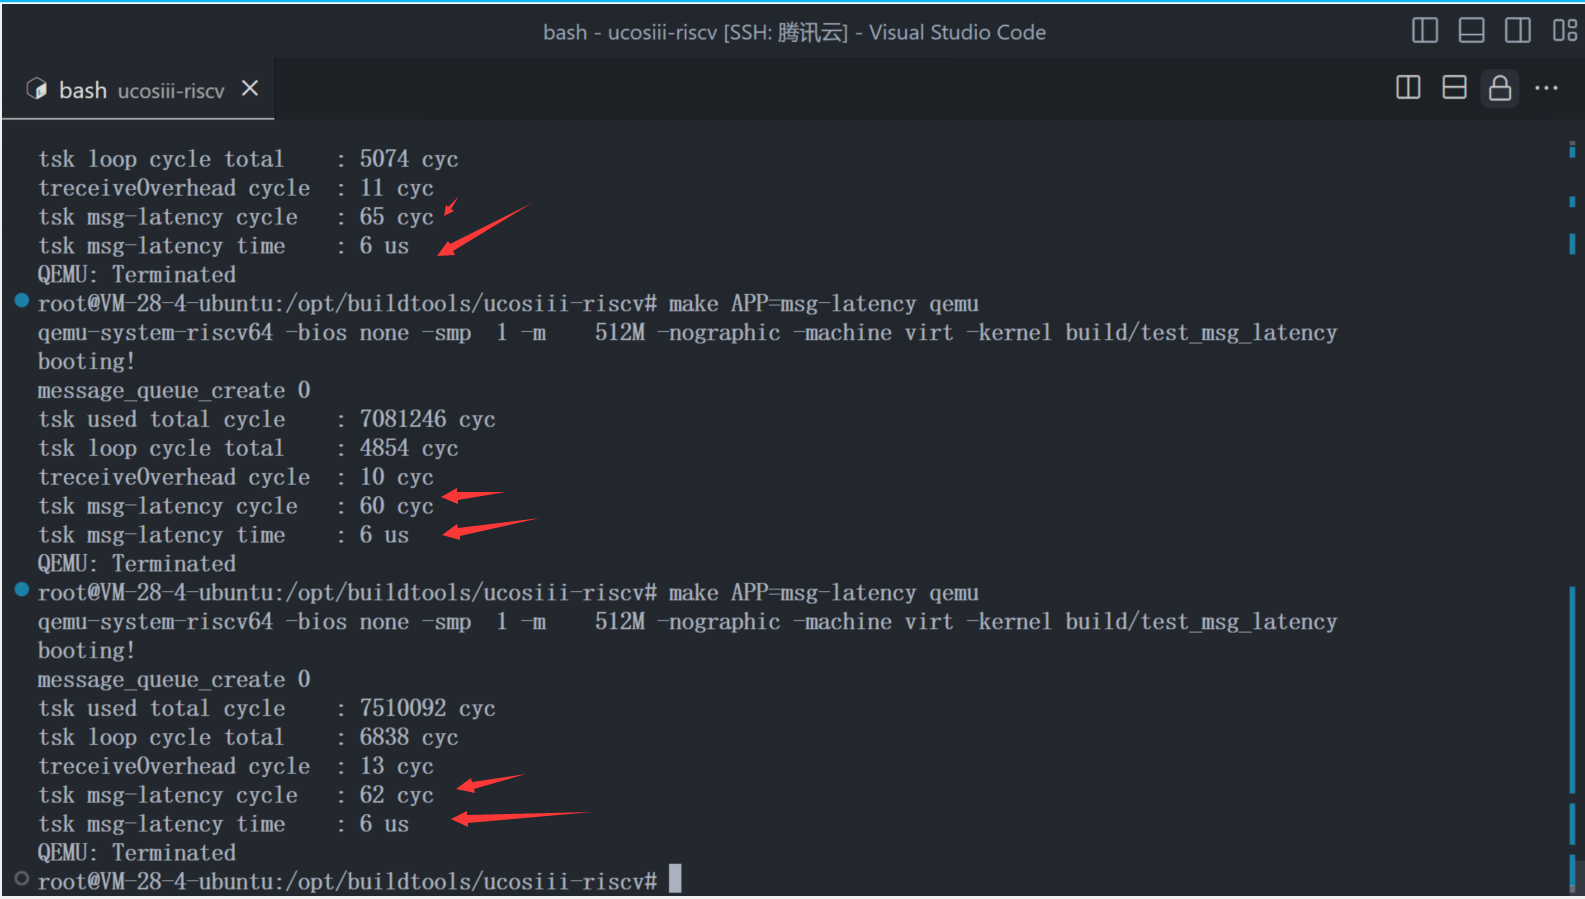 bash - ucosiii-riscv [SSH: 腾讯云] - Visual Studio Code
bash ucosiii-riscv
tsk loop cycle total : 5074 cyc
treceiveOverhead cycle : 11 cyc
tsk msg-latency cycle : 65 cyc
tsk msg-latency time : 6 us
QEMU: Terminated
root@VM-28-4-ubuntu:/opt/buildtools/ucosiii-riscv# make APP=msg-latency qemu
qemu-system-riscv64 -bios none -smp 1 -m 512M -nographic -machine virt -kernel build/test_msg_latency
booting!
message_queue_create 0
tsk used total cycle : 7081246 cyc
tsk loop cycle total : 4854 cyc
treceiveOverhead cycle : 10 cyc
tsk msg-latency cycle : 60 cyc
tsk msg-latency time : 6 us
QEMU: Terminated
root@VM-28-4-ubuntu:/opt/buildtools/ucosiii-riscv# make APP=msg-latency qemu
qemu-system-riscv64 -bios none -smp 1 -m 512M -nographic -machine virt -kernel build/test_msg_latency
booting!
message_queue_create 0
tsk used total cycle : 7510092 cyc
tsk loop cycle total : 6838 cyc
treceiveOverhead cycle : 13 cyc
tsk msg-latency cycle : 62 cyc
tsk msg-latency time : 6 us
QEMU: Terminated
root@VM-28-4-ubuntu:/opt/buildtools/ucosiii-riscv#